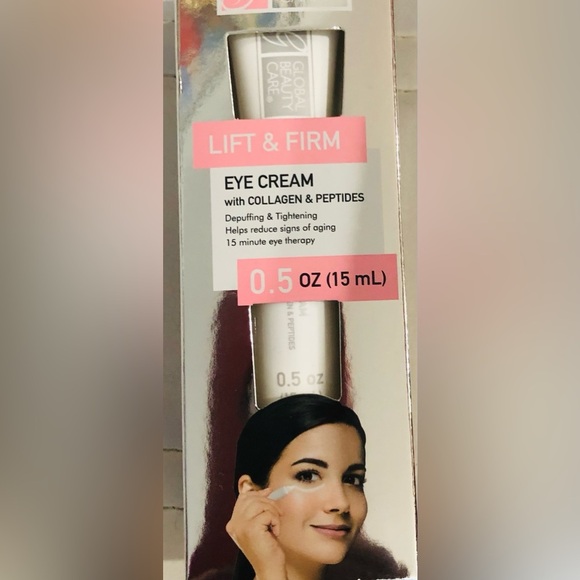 GLOBAL
BEAUTY
CARE®
LIFT & FIRM
EYE CREAM
with COLLAGEN & PEPTIDES
Depuffing & Tightening
Helps reduce signs of aging
15 minute eye therapy
0.5 OZ (15 mL)
& PEPTIDES
0.5 oz